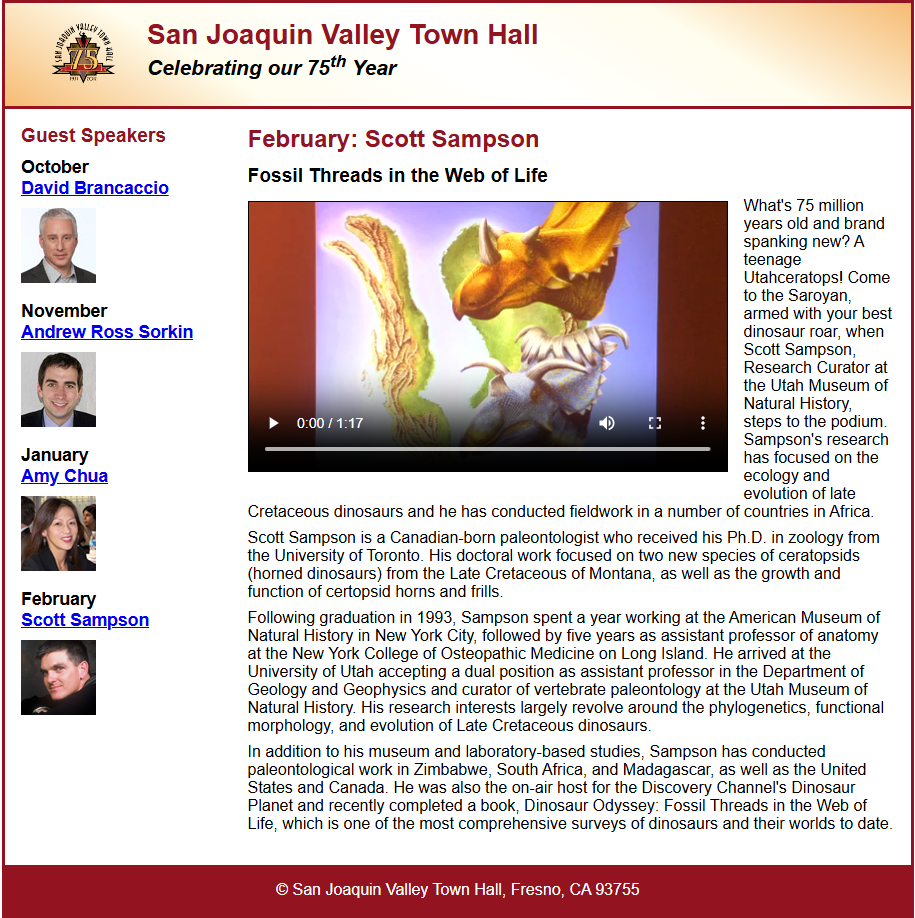 SAN JOAQUIN VALLEY TOWN HALL
75
San Joaquin Valley Town Hall
Celebrating our 75th Year
Guest Speakers
October
David Brancaccio
November
Andrew Ross Sorkin
January
Amy Chua
February
Scott Sampson
February: Scott Sampson
Fossil Threads in the Web of Life
0:00 / 1:17
What's 75 million
years old and brand
spanking new? A
teenage
Utahceratops! Come
to the Saroyan,
armed with your best
dinosaur roar, when
Scott Sampson,
Research Curator at
the Utah Museum of
Natural History,
steps to the podium.
Sampson's research
has focused on the
ecology and
evolution of late
Cretaceous dinosaurs and he has conducted fieldwork in a number of countries in Africa.
Scott Sampson is a Canadian-born paleontologist who received his Ph.D. in zoology from
the University of Toronto. His doctoral work focused on two new species of ceratopsids
(horned dinosaurs) from the Late Cretaceous of Montana, as well as the growth and
function of certopsid horns and frills.
Following graduation in 1993, Sampson spent a year working at the American Museum of
Natural History in New York City, followed by five years as assistant professor of anatomy
at the New York College of Osteopathic Medicine on Long Island. He arrived at the
University of Utah accepting a dual position as assistant professor in the Department of
Geology and Geophysics and curator of vertebrate paleontology at the Utah Museum of
Natural History. His research interests largely revolve around the phylogenetics, functional
morphology, and evolution of Late Cretaceous dinosaurs.
In addition to his museum and laboratory-based studies, Sampson has conducted
paleontological work in Zimbabwe, South Africa, and Madagascar, as well as the United
States and Canada. He was also the on-air host for the Discovery Channel's Dinosaur
Planet and recently completed a book, Dinosaur Odyssey: Fossil Threads in the Web of
Life, which is one of the most comprehensive surveys of dinosaurs and their worlds to date.
© San Joaquin Valley Town Hall, Fresno, CA 93755